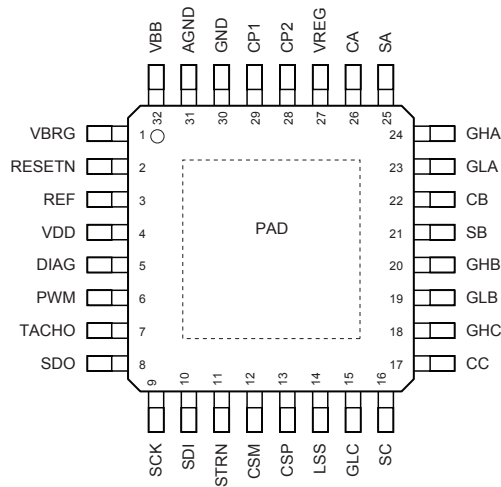 VBB
AGND
GND
CP1
CP2
VREG
CA
SA
32
31
30
29
28
27
26
25
VBRG 1
RESETN 2
REF 3
VDD 4
DIAG 5
PWM 6
TACHO 7
SDO 8
PAD
24 GHA
23 GLA
22 CB
21 SB
20 GHB
19 GLB
18 GHC
17 CC
9
10
11
12
13
14
15
16
SCK
SDI
STRN
CSM
CSP
LSS
GLC
SC